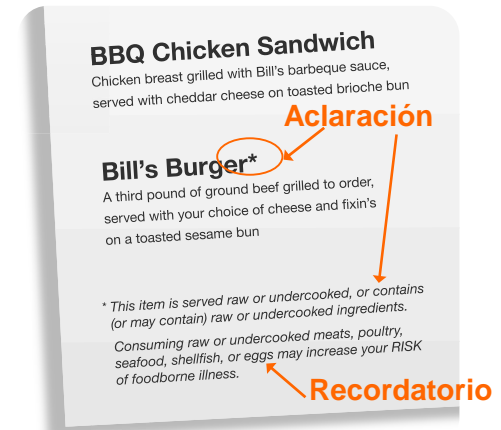 BBQ Chicken Sandwich
Chicken breast grilled with Bill's barbeque sauce,
served with cheddar cheese on toasted brioche bun
Aclaración
Bill's Burger*
A third pound of ground beef grilled to order,
served with your choice of cheese and fixin's
on a toasted sesame bun
* This item is served raw or undercooked, or contains
(or may contain) raw or undercooked ingredients.
Consuming raw or undercooked meats, poultry,
seafood, shellfish, or eggs may increase your RISK
of foodborne illness.
Recordatorio